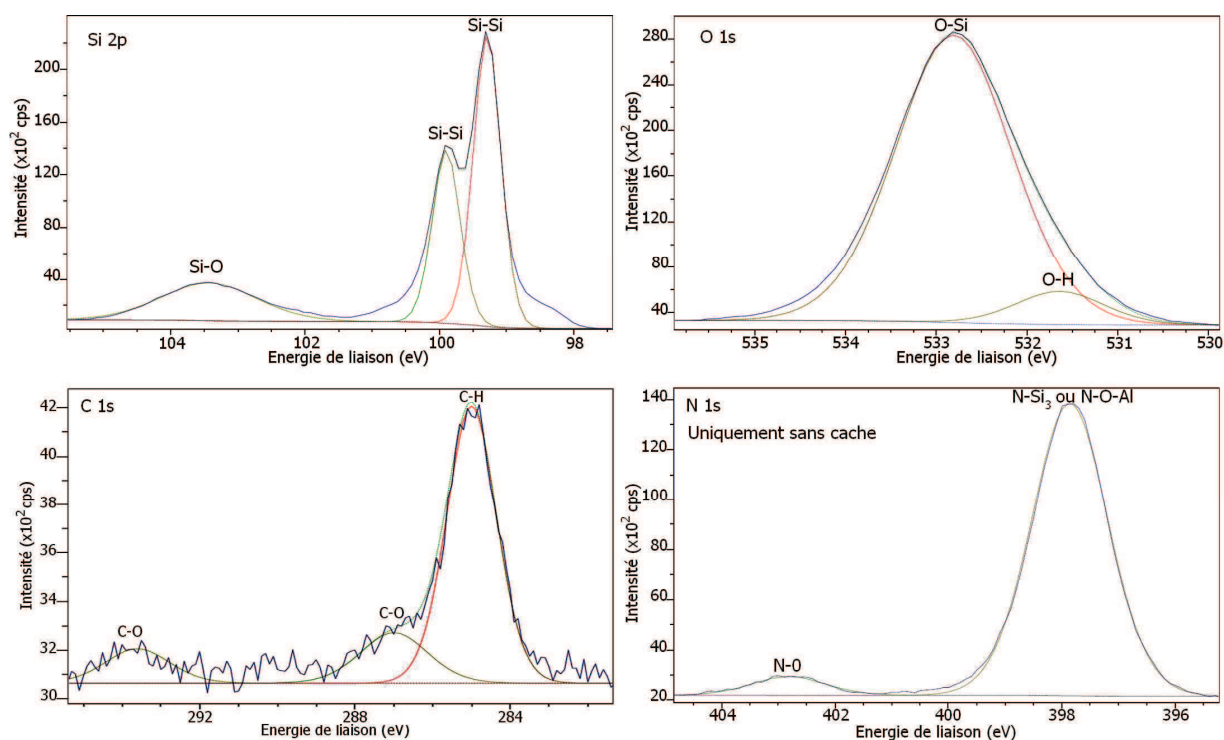 Si 2p
Si-Si
Si-Si
Si-O
200
160
120
80
40
104
102
100
98
Energie de liaison (eV)
Intensité (x10² cps)
O 1s
O-Si
O-H
280
240
200
160
120
80
40
535
534
533
532
531
530
Energie de liaison (eV)
Intensité (x10² cps)
C 1s
C-H
C-O
C-O
42
40
38
36
34
32
30
292
288
284
Energie de liaison (eV)
Intensité (x10² cps)
N 1s
Uniquement sans cache
N-Si₃ ou N-O-Al
N-0
140
120
100
80
60
40
20
404
402
400
398
396
Energie de liaison (eV)
Intensité (x10² cps)